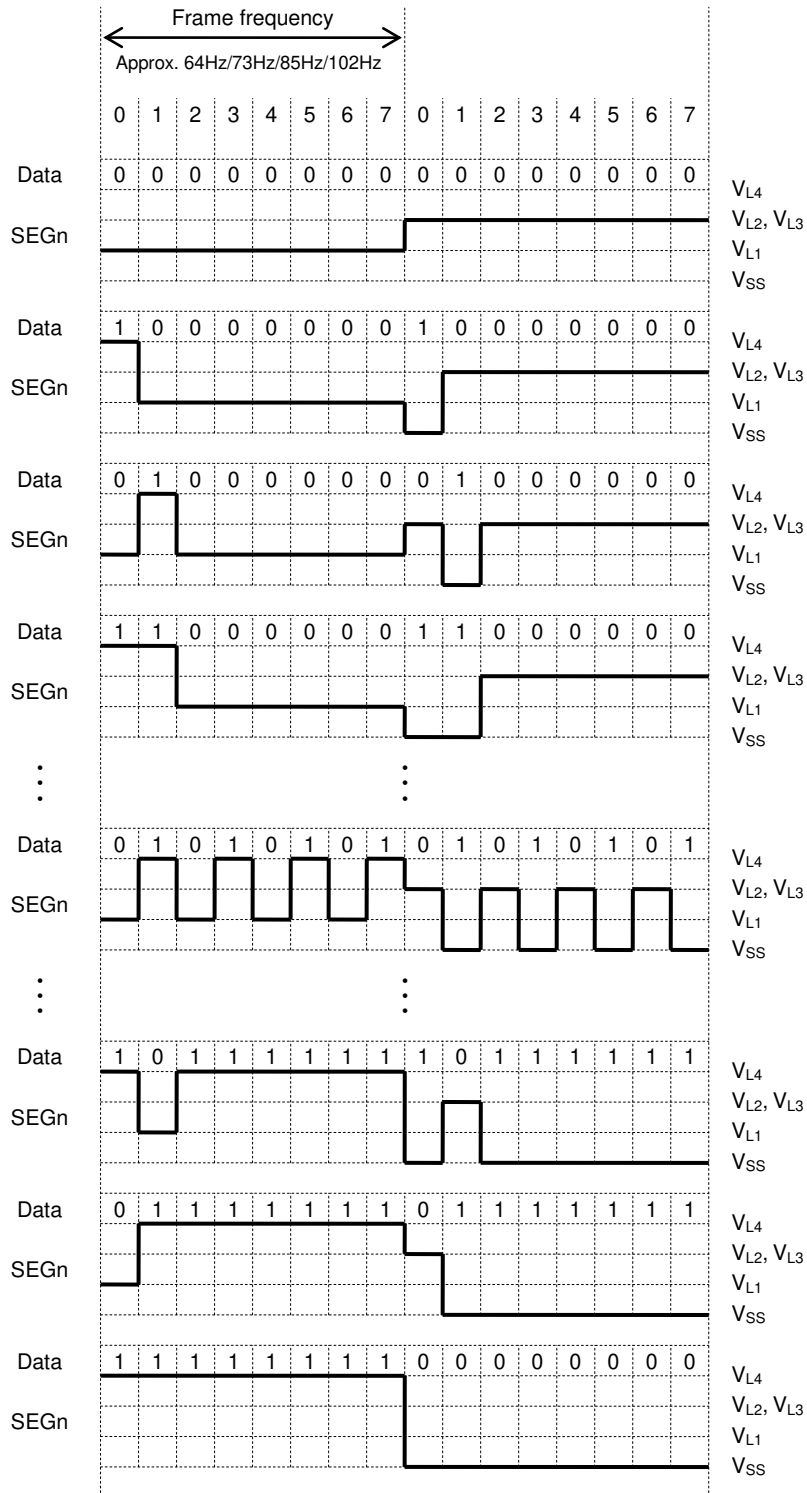 Frame frequency
Approx. 64Hz/73Hz/85Hz/102Hz
0 1 2 3 4 5 6 7 0 1 2 3 4 5 6 7
Data 0 0 0 0 0 0 0 0 0 0 0 0 0 0 0 0
VL4
VL2, VL3
SEGn
VL1
VSS
Data 1 0 0 0 0 0 0 0 1 0 0 0 0 0 0 0
VL4
VL2, VL3
SEGn
VL1
VSS
Data 0 1 0 0 0 0 0 0 0 1 0 0 0 0 0 0
VL4
VL2, VL3
SEGn
VL1
VSS
Data 1 1 0 0 0 0 0 0 1 1 0 0 0 0 0 0
VL4
VL2, VL3
SEGn
VL1
VSS
Data 0 1 0 1 0 1 0 1 0 1 0 1 0 1 0 1
VL4
VL2, VL3
SEGn
VL1
VSS
Data 1 0 1 1 1 1 1 1 1 0 1 1 1 1 1 1
VL4
VL2, VL3
SEGn
VL1
VSS
Data 0 1 1 1 1 1 1 1 0 1 1 1 1 1 1 1
VL4
VL2, VL3
SEGn
VL1
VSS
Data 1 1 1 1 1 1 1 1 0 0 0 0 0 0 0 0
VL4
VL2, VL3
SEGn
VL1
VSS